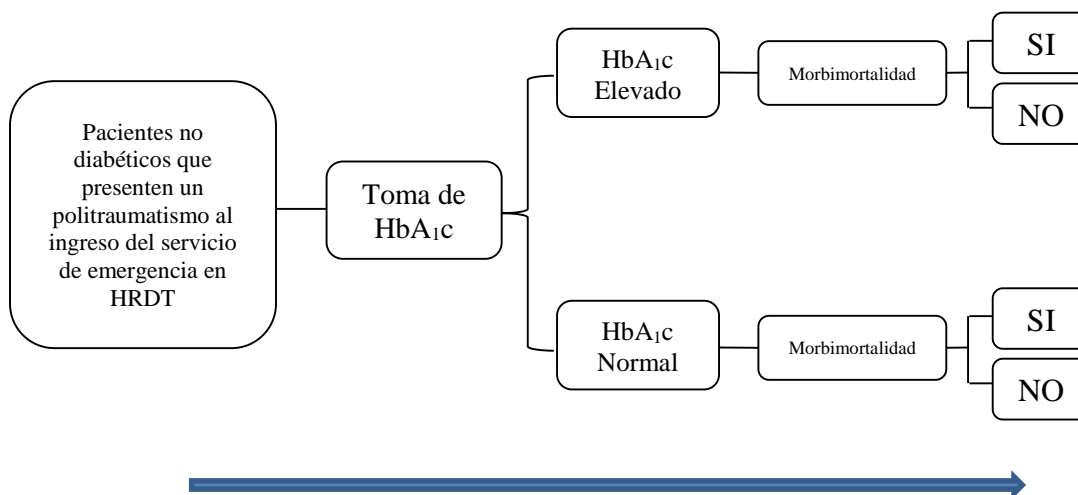 Pacientes no
diabéticos que
presenten un
politraumatismo al
ingreso del servicio
de emergencia en
HRDT
Toma de
HbA₁c
HbA₁c
Elevado
Morbimortalidad
SI
NO
HbA₁c
Normal
Morbimortalidad
SI
NO